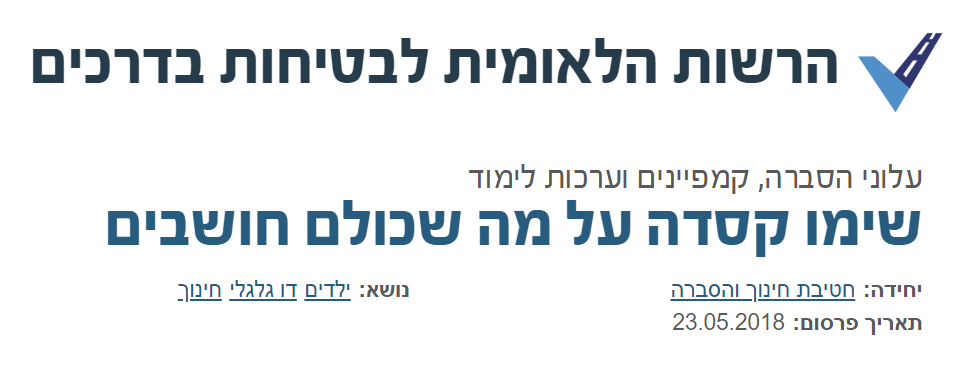 הרשות הלאומית לבטיחות בדרכים
עלוני הסברה, קמפיינים וערכות לימוד
שימו קסדה על מה שכולם חושבים
יחידה: חטיבת חינוך והסברה נושא: ילדים דו גלגלי חינוך
תאריך פרסום: 23.05.2018